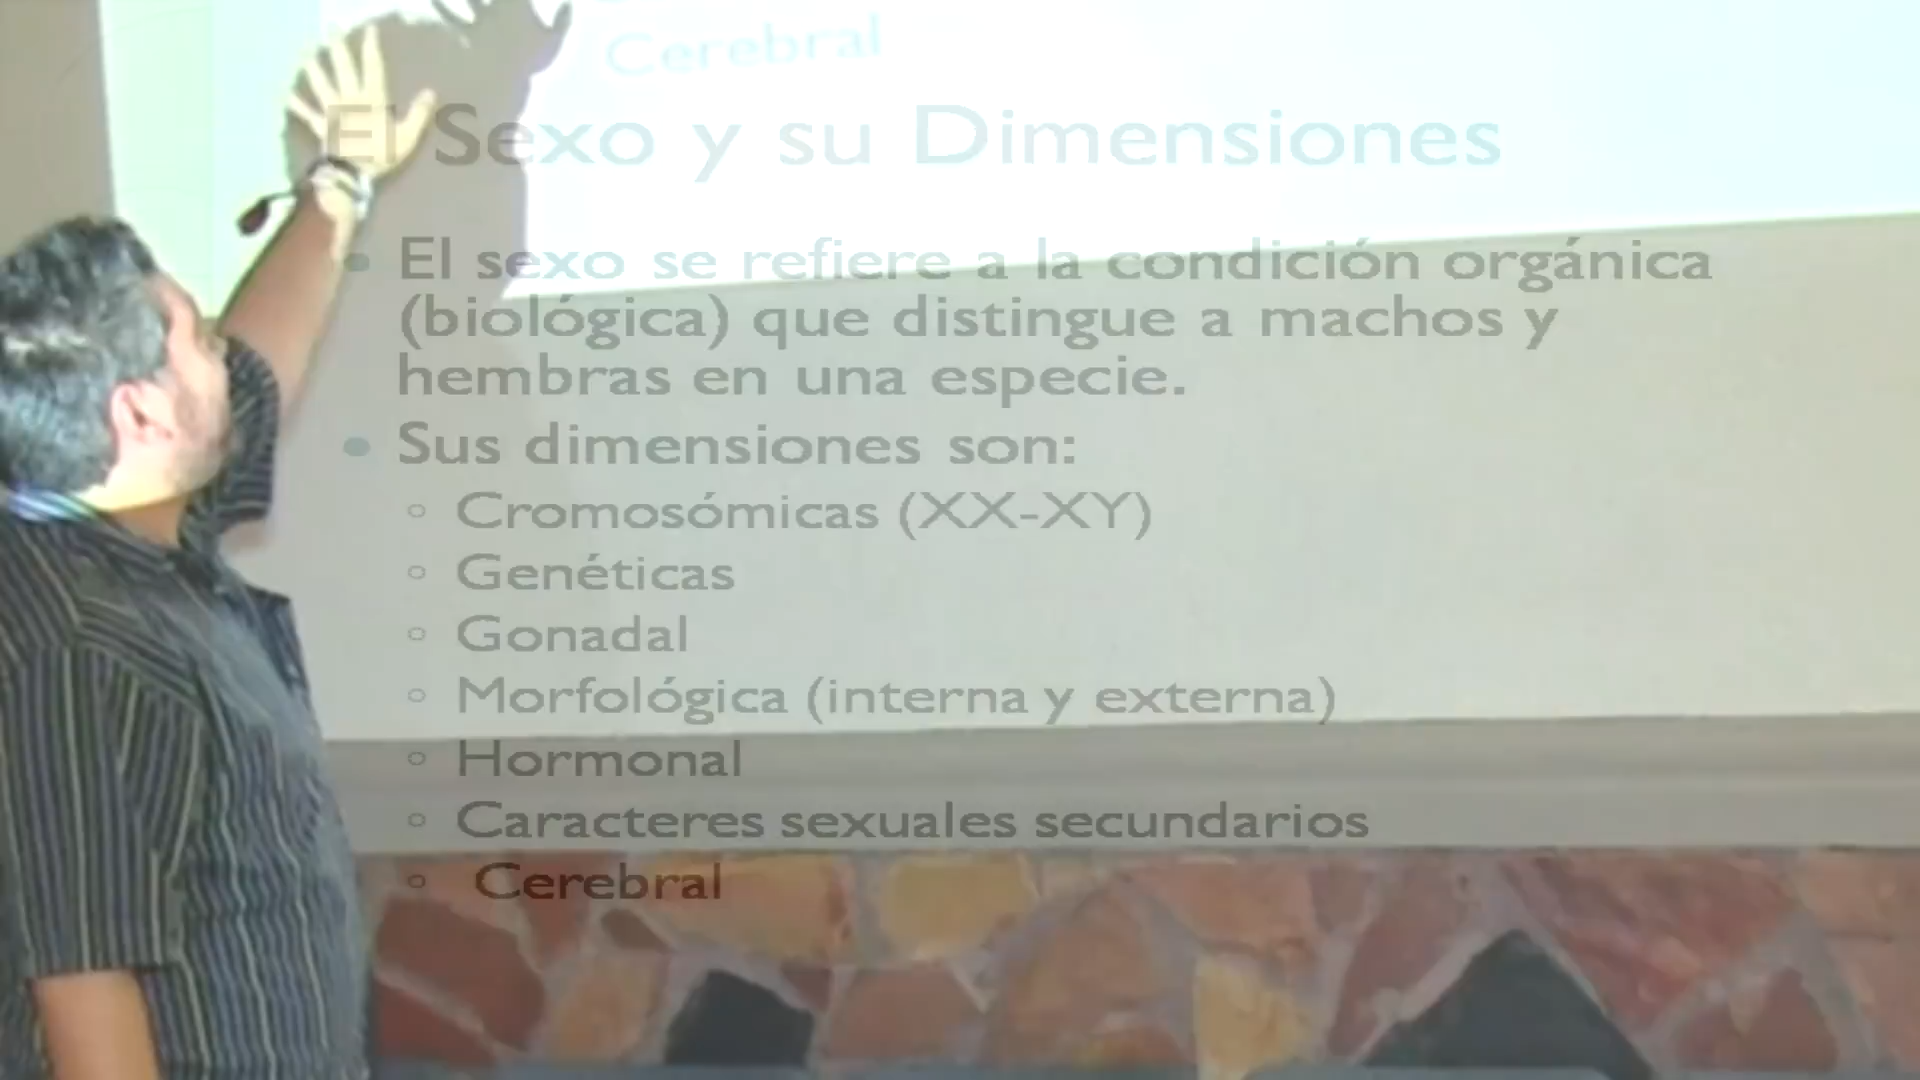 Cerebral
El Sexo y su Dimensiones
• El sexo se refiere a la condición orgánica
(biológica) que distingue a machos y
hembras en una especie.
• Sus dimensiones son:
◦ Cromosómicas (XX-XY)
◦ Genéticas
◦ Gonadal
◦ Morfológica (interna y externa)
◦ Hormonal
◦ Caracteres sexuales secundarios
◦ Cerebral